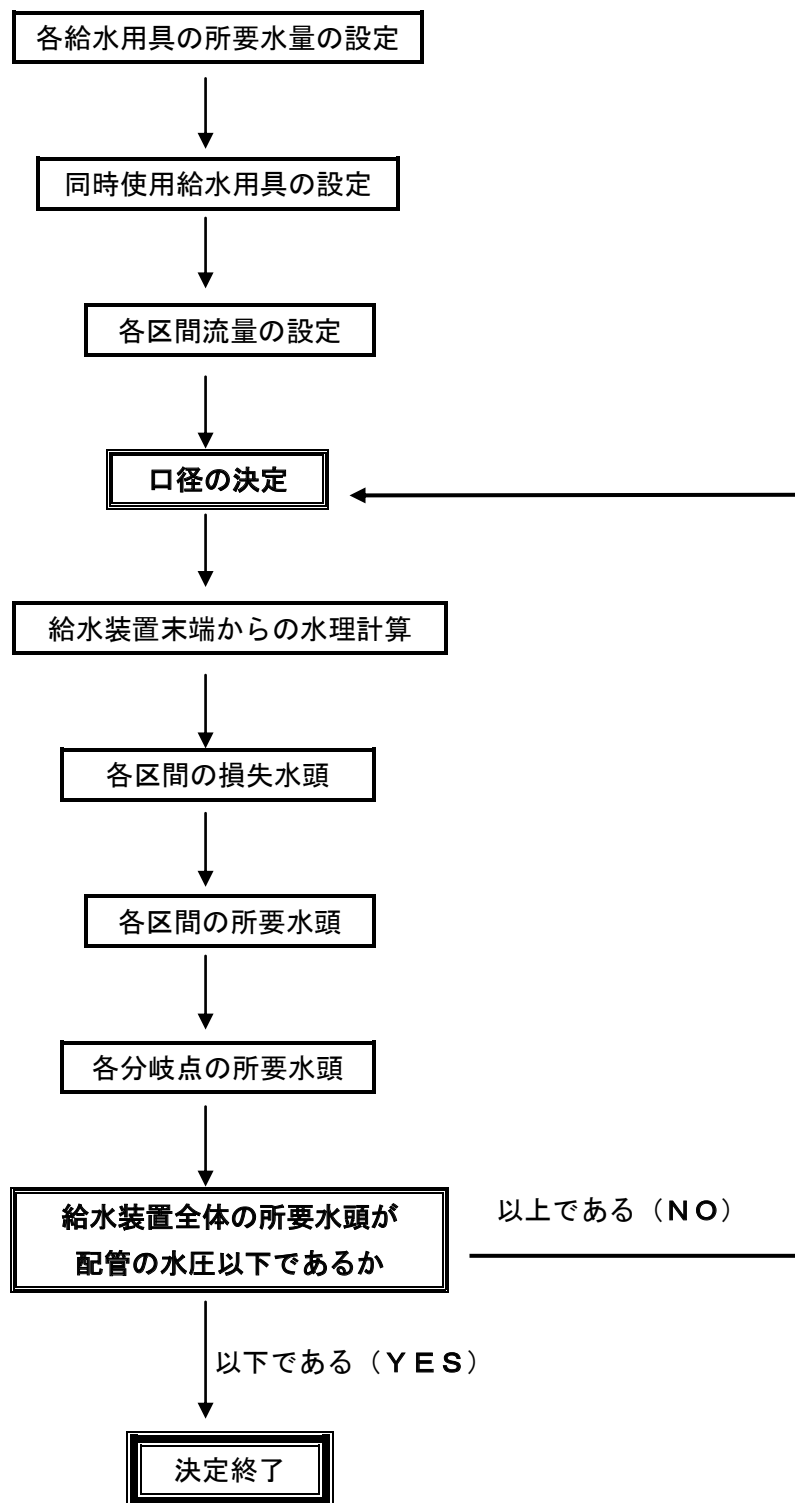 各給水用具の所要水量の設定
同時使用給水用具の設定
各区間流量の設定
口径の決定
給水装置末端からの水理計算
各区間の損失水頭
各区間の所要水頭
各分岐点の所要水頭
給水装置全体の所要水頭が
配管の水圧以下であるか
以上である（ＮＯ）
以下である（ＹＥＳ）
決定終了